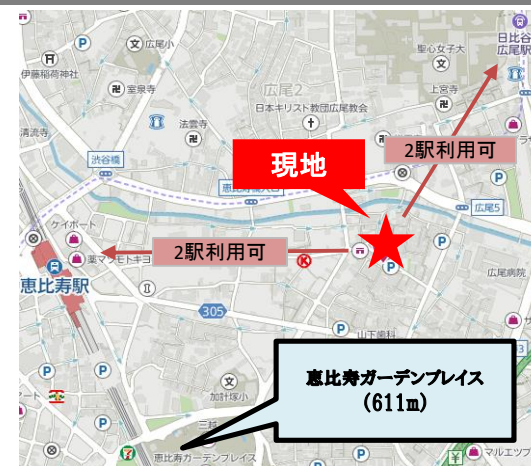 広尾小
聖心女子大
日比谷
広尾駅
伊藤稲荷神社
室泉寺
広尾2
上宮寺
日本キリスト教団広尾教会
清流寺
法雲寺
渋谷橋
現地
2駅利用可
広尾5
ケイポート
2駅利用可
薬マツモトキヨ
恵比寿駅
広尾病院
305
山下歯科
恵比寿ガーデンプレイス
(611m)
加計塚小
三越
恵比寿ガーデンプレイス
マルエツ